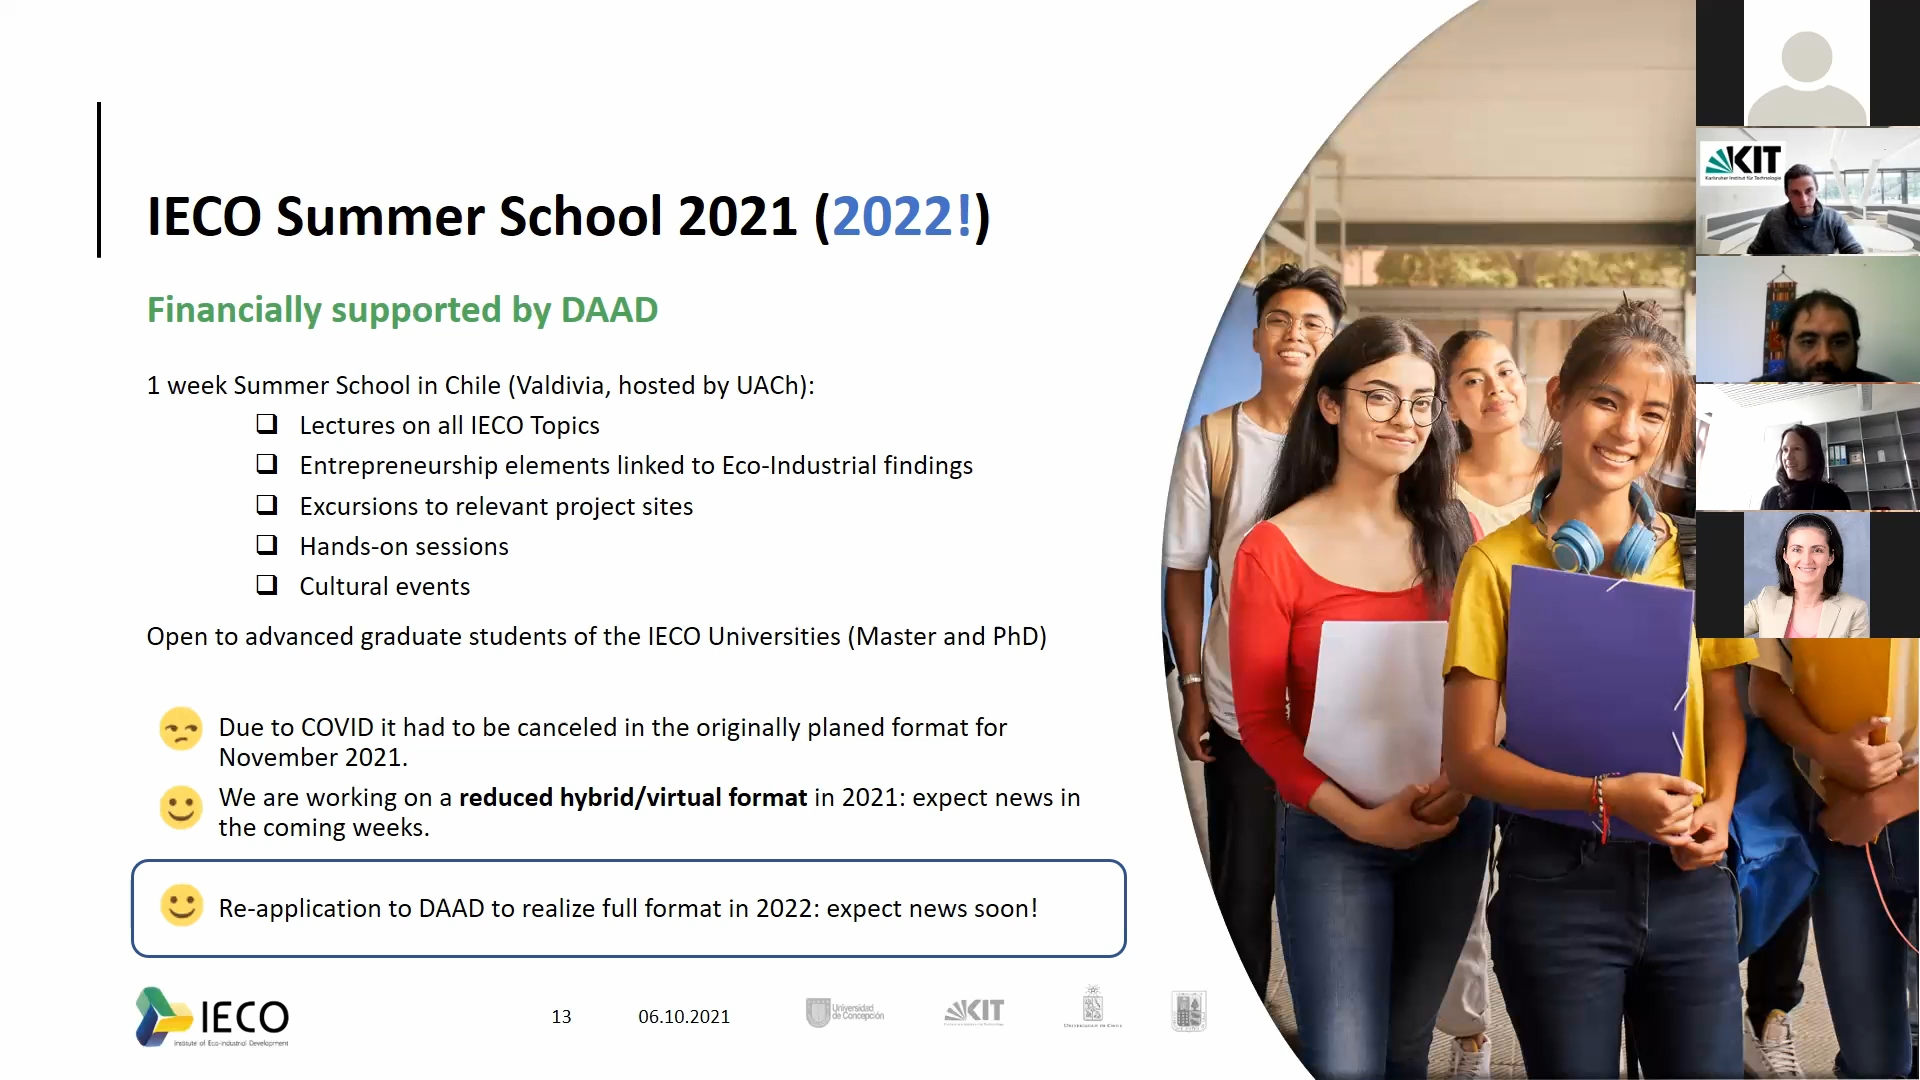 IECO Summer School 2021 (2022!)
Financially supported by DAAD
1 week Summer School in Chile (Valdivia, hosted by UACh):
Lectures on all IECO Topics
Entrepreneurship elements linked to Eco-Industrial findings
Excursions to relevant project sites
Hands-on sessions
Cultural events
Open to advanced graduate students of the IECO Universities (Master and PhD)
Due to COVID it had to be canceled in the originally planed format for
November 2021.
We are working on a reduced hybrid/virtual format in 2021: expect news in
the coming weeks.
Re-application to DAAD to realize full format in 2022: expect news soon!
IECO
Institute of Eco-Industrial Development
13
06.10.2021
Universidad
de Concepción
KIT
Universidad de Chile
KIT
Karlsruher Institut für Technologie